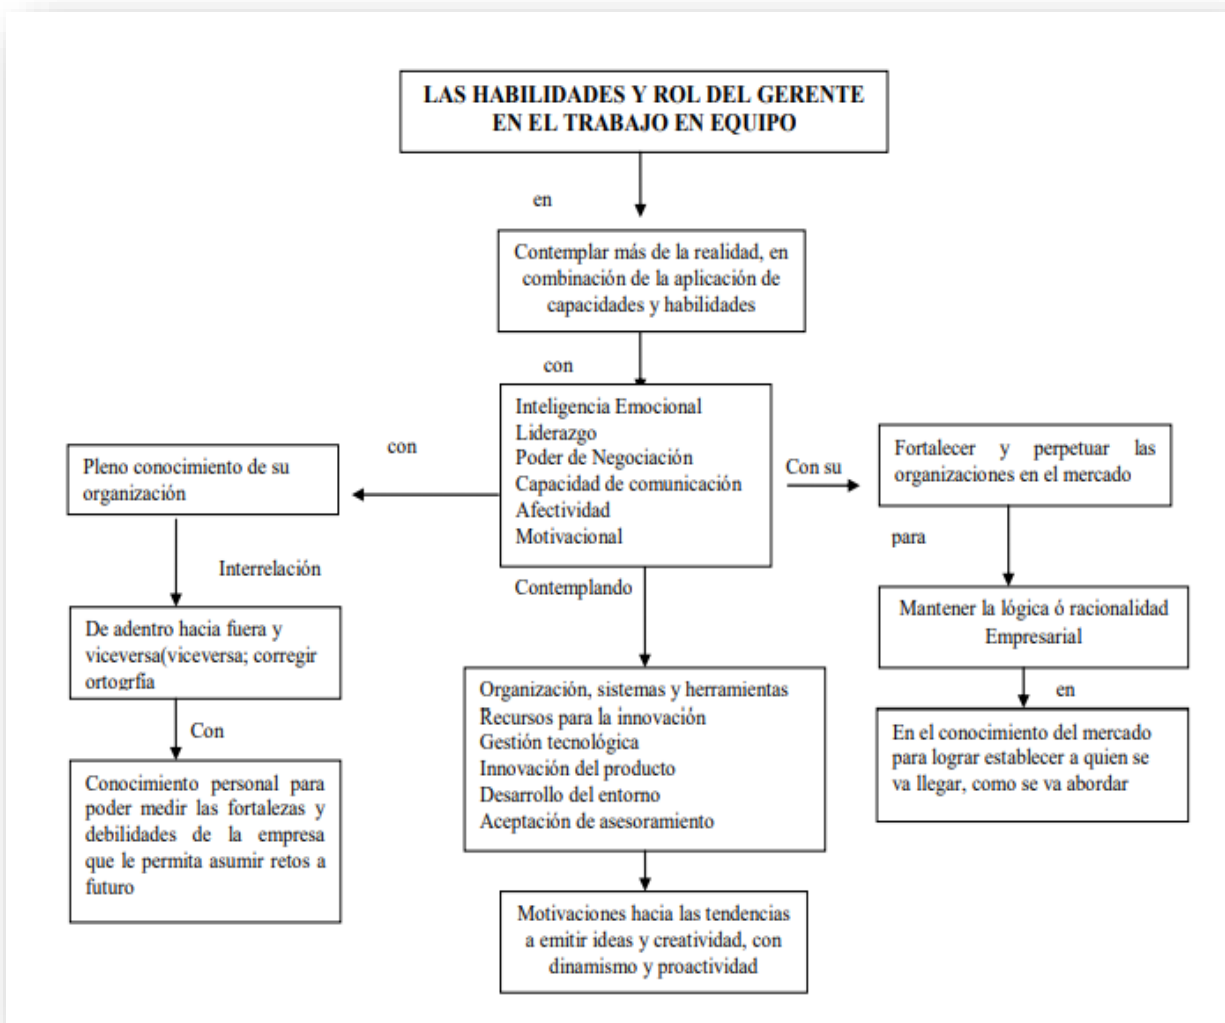 LAS HABILIDADES Y ROL DEL GERENTE
EN EL TRABAJO EN EQUIPO
en
Contemplar más de la realidad, en
combinación de la aplicación de
capacidades y habilidades
con
Inteligencia Emocional
Liderazgo
Poder de Negociación
Capacidad de comunicación
Afectividad
Motivacional
con
Pleno conocimiento de su
organización
Interrelación
De adentro hacia fuera y
viceversa(viceversa; corregir
ortogrfía
Con
Conocimiento personal para
poder medir las fortalezas y
debilidades de la empresa
que le permita asumir retos a
futuro
Contemplando
Organización, sistemas y herramientas
Recursos para la innovación
Gestión tecnológica
Innovación del producto
Desarrollo del entorno
Aceptación de asesoramiento
Motivaciones hacia las tendencias
a emitir ideas y creatividad, con
dinamismo y proactividad
Con su
Fortalecer y perpetuar las
organizaciones en el mercado
para
Mantener la lógica ó racionalidad
Empresarial
en
En el conocimiento del mercado
para lograr establecer a quien se
va llegar, como se va abordar